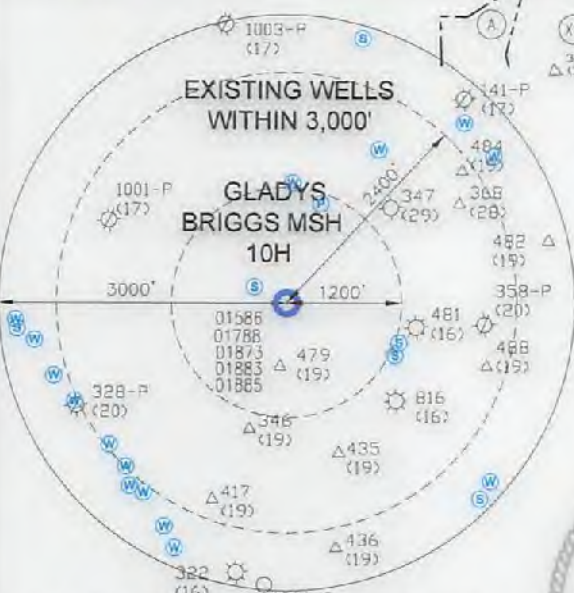 1003-P
(17)
S
A
X
EXISTING WELLS
WITHIN 3,000'
141-P
(17)
W
W
W
484
(19)
2400'
1001-P
(17)
GLADYS
BRIGGS MSH
10H
W
P
347
(29)
368
(28)
482
(19)
S
3000'
1200'
358-P
(20)
01586
01788
01873
01883
01885
481
(16)
479
(19)
S
S
488
(19)
W
S
W
W
328-P
(20)
W
816
(16)
346
(19)
435
(19)
W
W
W
W
417
(19)
W
S
W
W
436
(19)
322
(16)